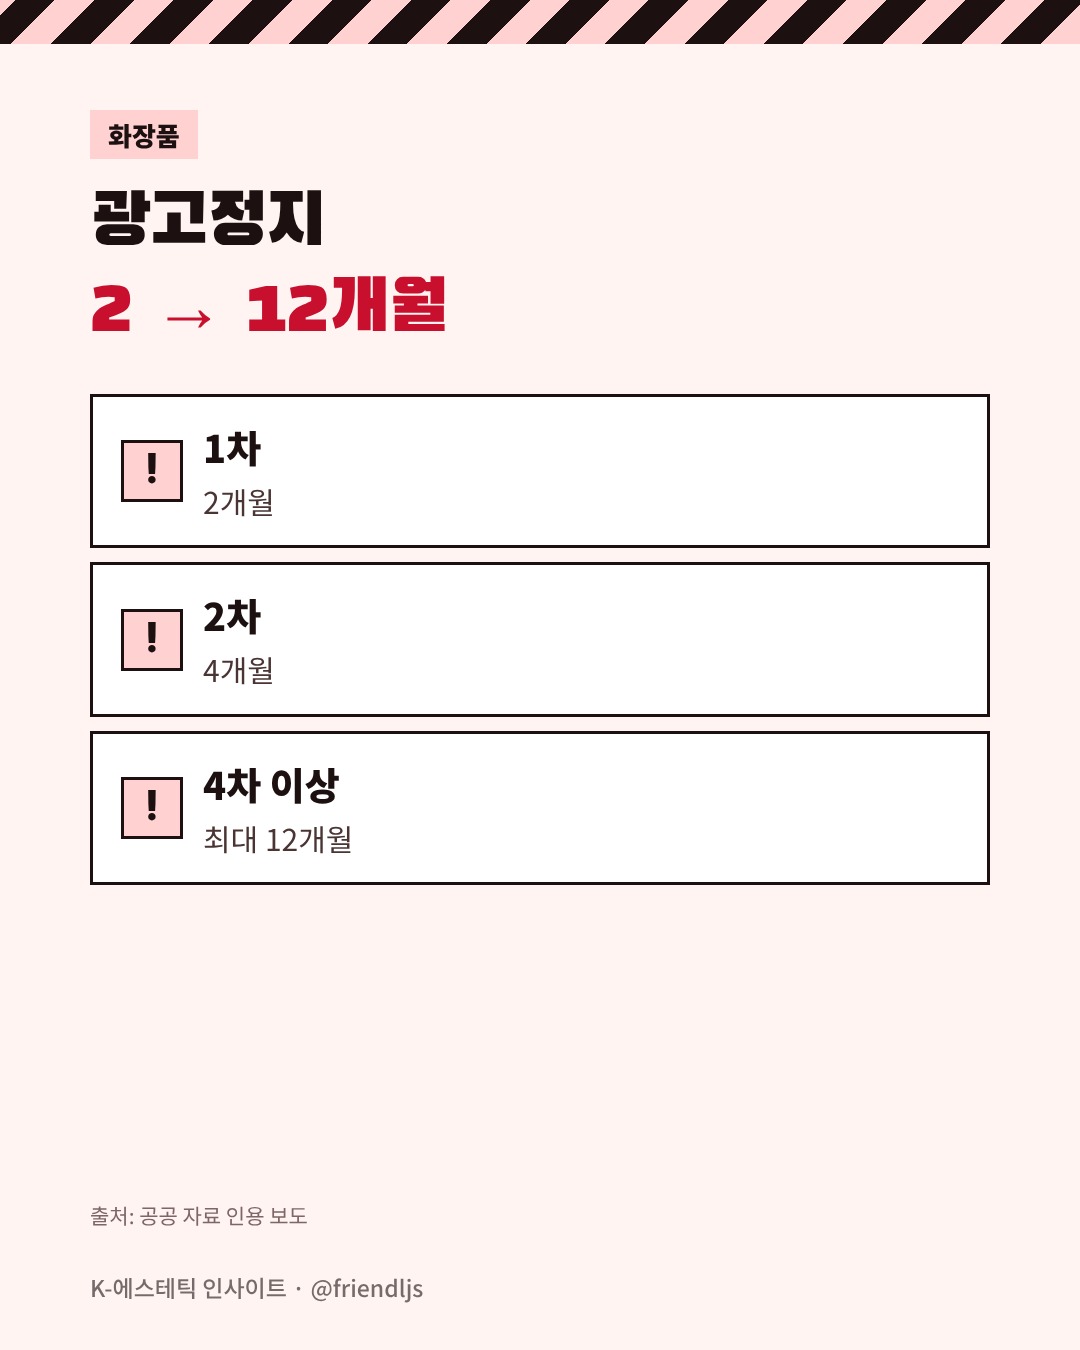 화장품
광고정지
2 → 12개월
!
1차
2개월
!
2차
4개월
!
4차 이상
최대 12개월
출처: 공공 자료 인용 보도
K-에스테틱 인사이트 · @friendljs